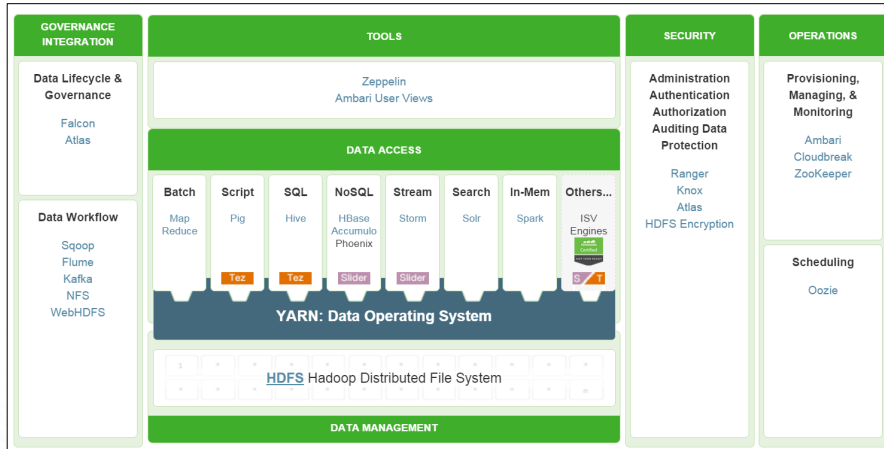 GOVERNANCE
INTEGRATION
Data Lifecycle &
Governance
Falcon
Atlas
Data Workflow
Sqoop
Flume
Kafka
NFS
WebHDFS
TOOLS
Zeppelin
Ambari User Views
DATA ACCESS
Batch
Map
Reduce
Script
Pig
Tez
SQL
Hive
Tez
NoSQL
HBase
Accumulo
Phoenix
Slider
Stream
Storm
Slider
Search
Solr
In-Mem
Spark
Others...
ISV
Engines
Certified
S T
YARN: Data Operating System
HDFS Hadoop Distributed File System
DATA MANAGEMENT
SECURITY
Administration
Authentication
Authorization
Auditing Data
Protection
Ranger
Knox
Atlas
HDFS Encryption
OPERATIONS
Provisioning,
Managing, &
Monitoring
Ambari
Cloudbreak
ZooKeeper
Scheduling
Oozie